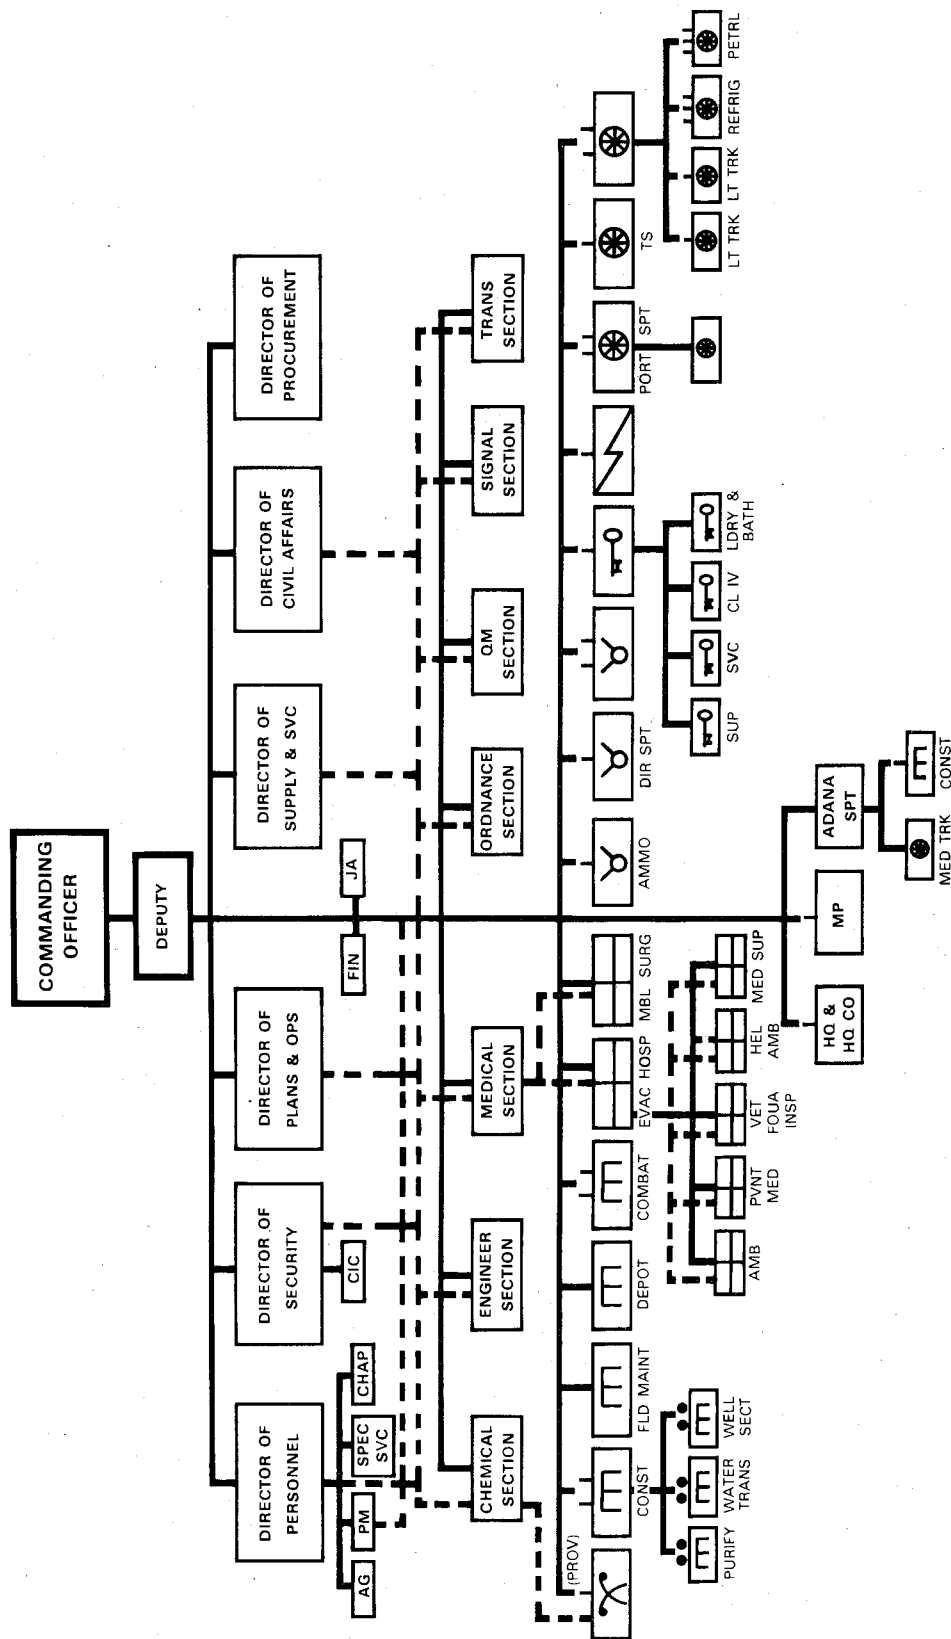 COMMANDING
OFFICER
DEPUTY
DIRECTOR OF
PERSONNEL
DIRECTOR OF
SECURITY
DIRECTOR OF
PLANS & OPS
DIRECTOR OF
SUPPLY & SVC
DIRECTOR OF
CIVIL AFFAIRS
DIRECTOR OF
PROCUREMENT
AG
PM
SPEC
SVC
CHAP
CIC
FIN
JA
CHEMICAL
SECTION
ENGINEER
SECTION
MEDICAL
SECTION
ORDNANCE
SECTION
QM
SECTION
SIGNAL
SECTION
TRANS
SECTION
(PROV)
CONST
FLD MAINT
DEPOT
COMBAT
EVAC HOSP
MBL SURG
AMMO
DIR SPT
PORT SPT
TS
PURIFY
WATER
TRANS
WELL
SECT
AMB
PVNT
MED
VET
FOUA
INSP
HEL
AMB
MED SUP
SUP
SVC
CL IV
LDRY &
BATH
LT TRK
LT TRK
REFRIG
PETRL
HQ &
HQ CO
MP
ADANA
SPT
MED TRK
CONST